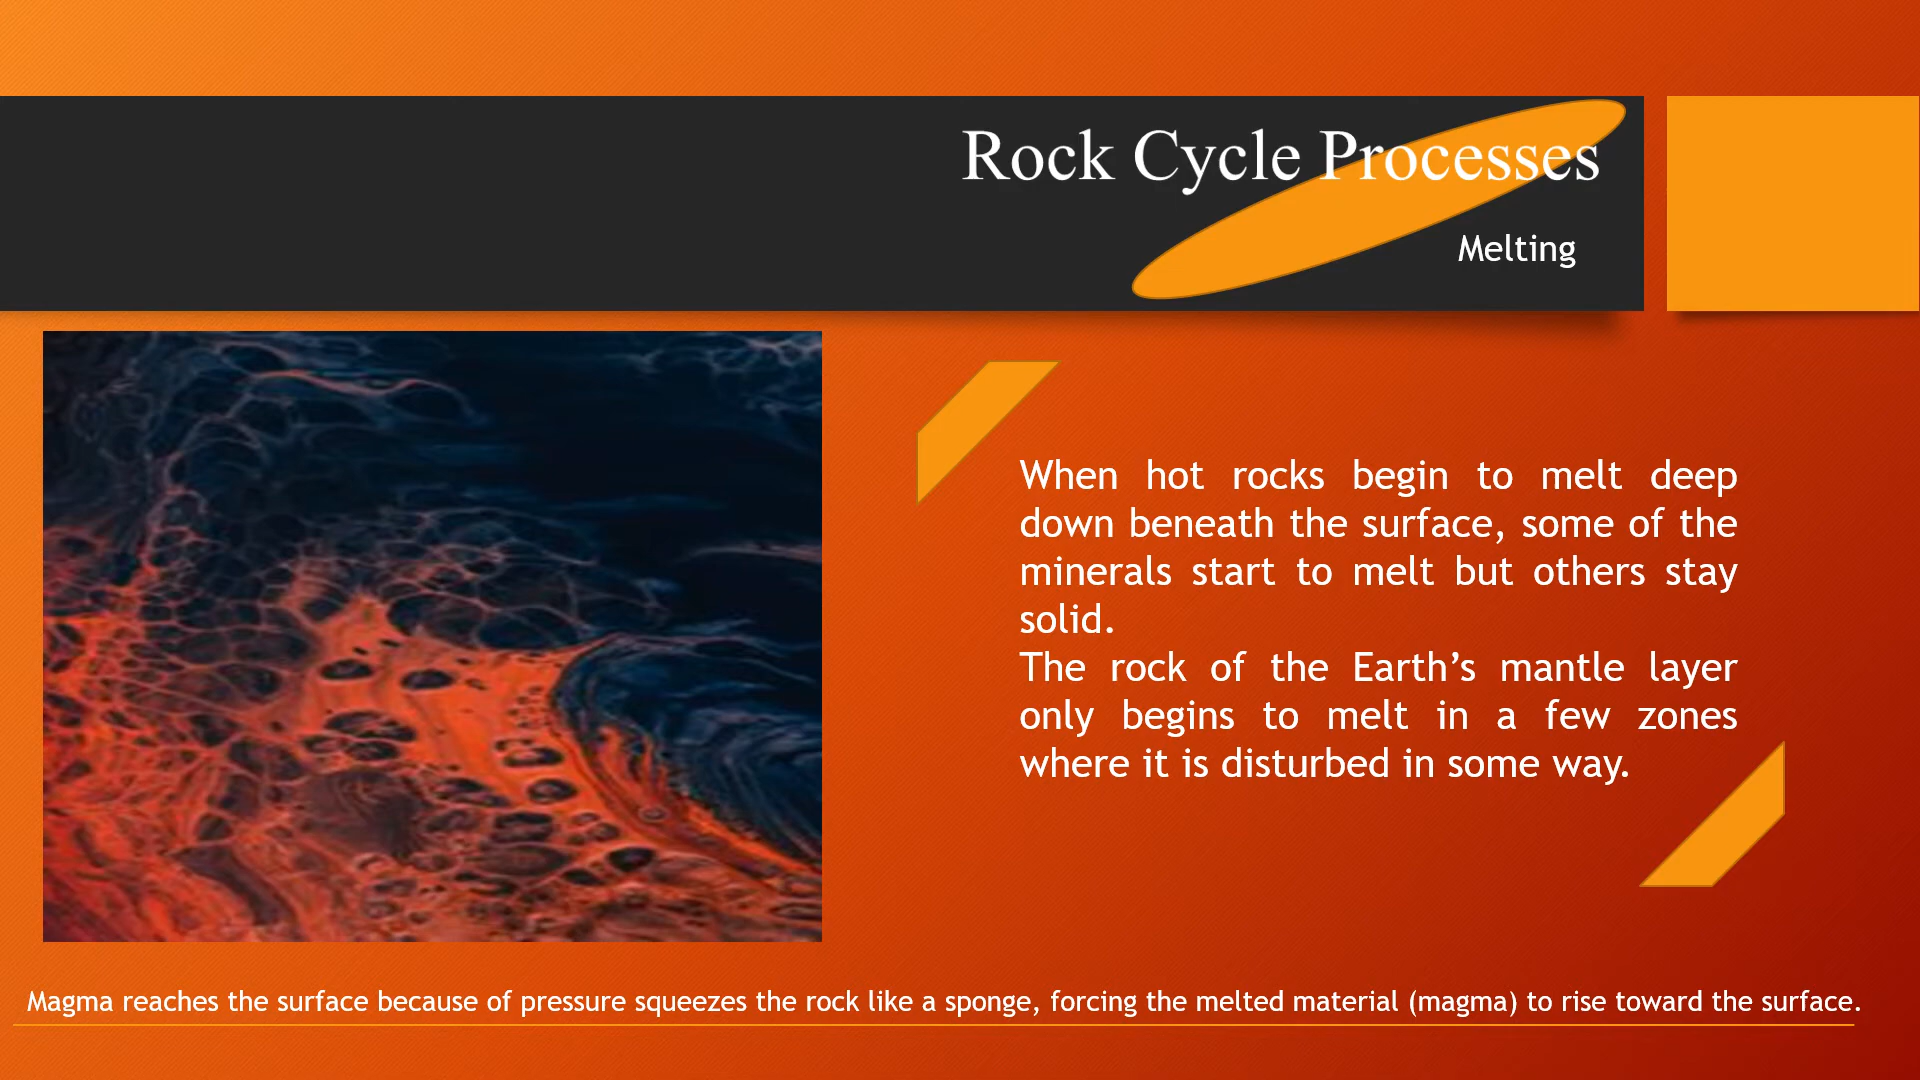 Rock Cycle Processes
Melting
When hot rocks begin to melt deep
down beneath the surface, some of the
minerals start to melt but others stay
solid.
The rock of the Earth’s mantle layer
only begins to melt in a few zones
where it is disturbed in some way.
Magma reaches the surface because of pressure squeezes the rock like a sponge, forcing the melted material (magma) to rise toward the surface.